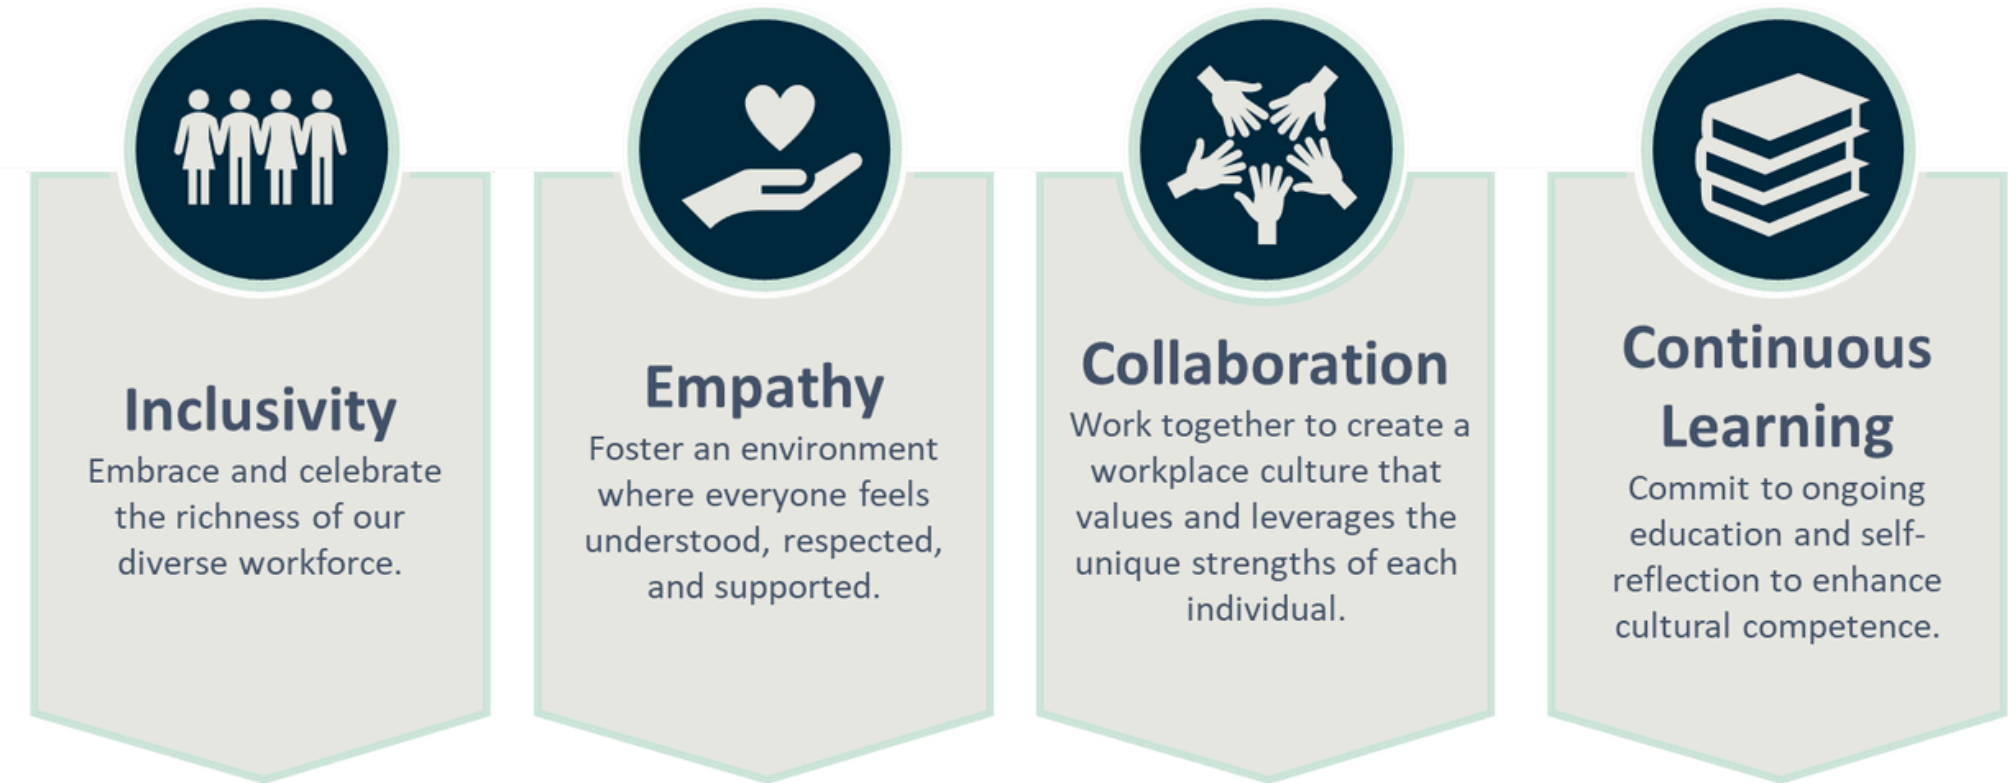 Inclusivity
Embrace and celebrate
the richness of our
diverse workforce.
Empathy
Foster an environment
where everyone feels
understood, respected,
and supported.
Collaboration
Work together to create a
workplace culture that
values and leverages the
unique strengths of each
individual.
Continuous
Learning
Commit to ongoing
education and self-
reflection to enhance
cultural competence.